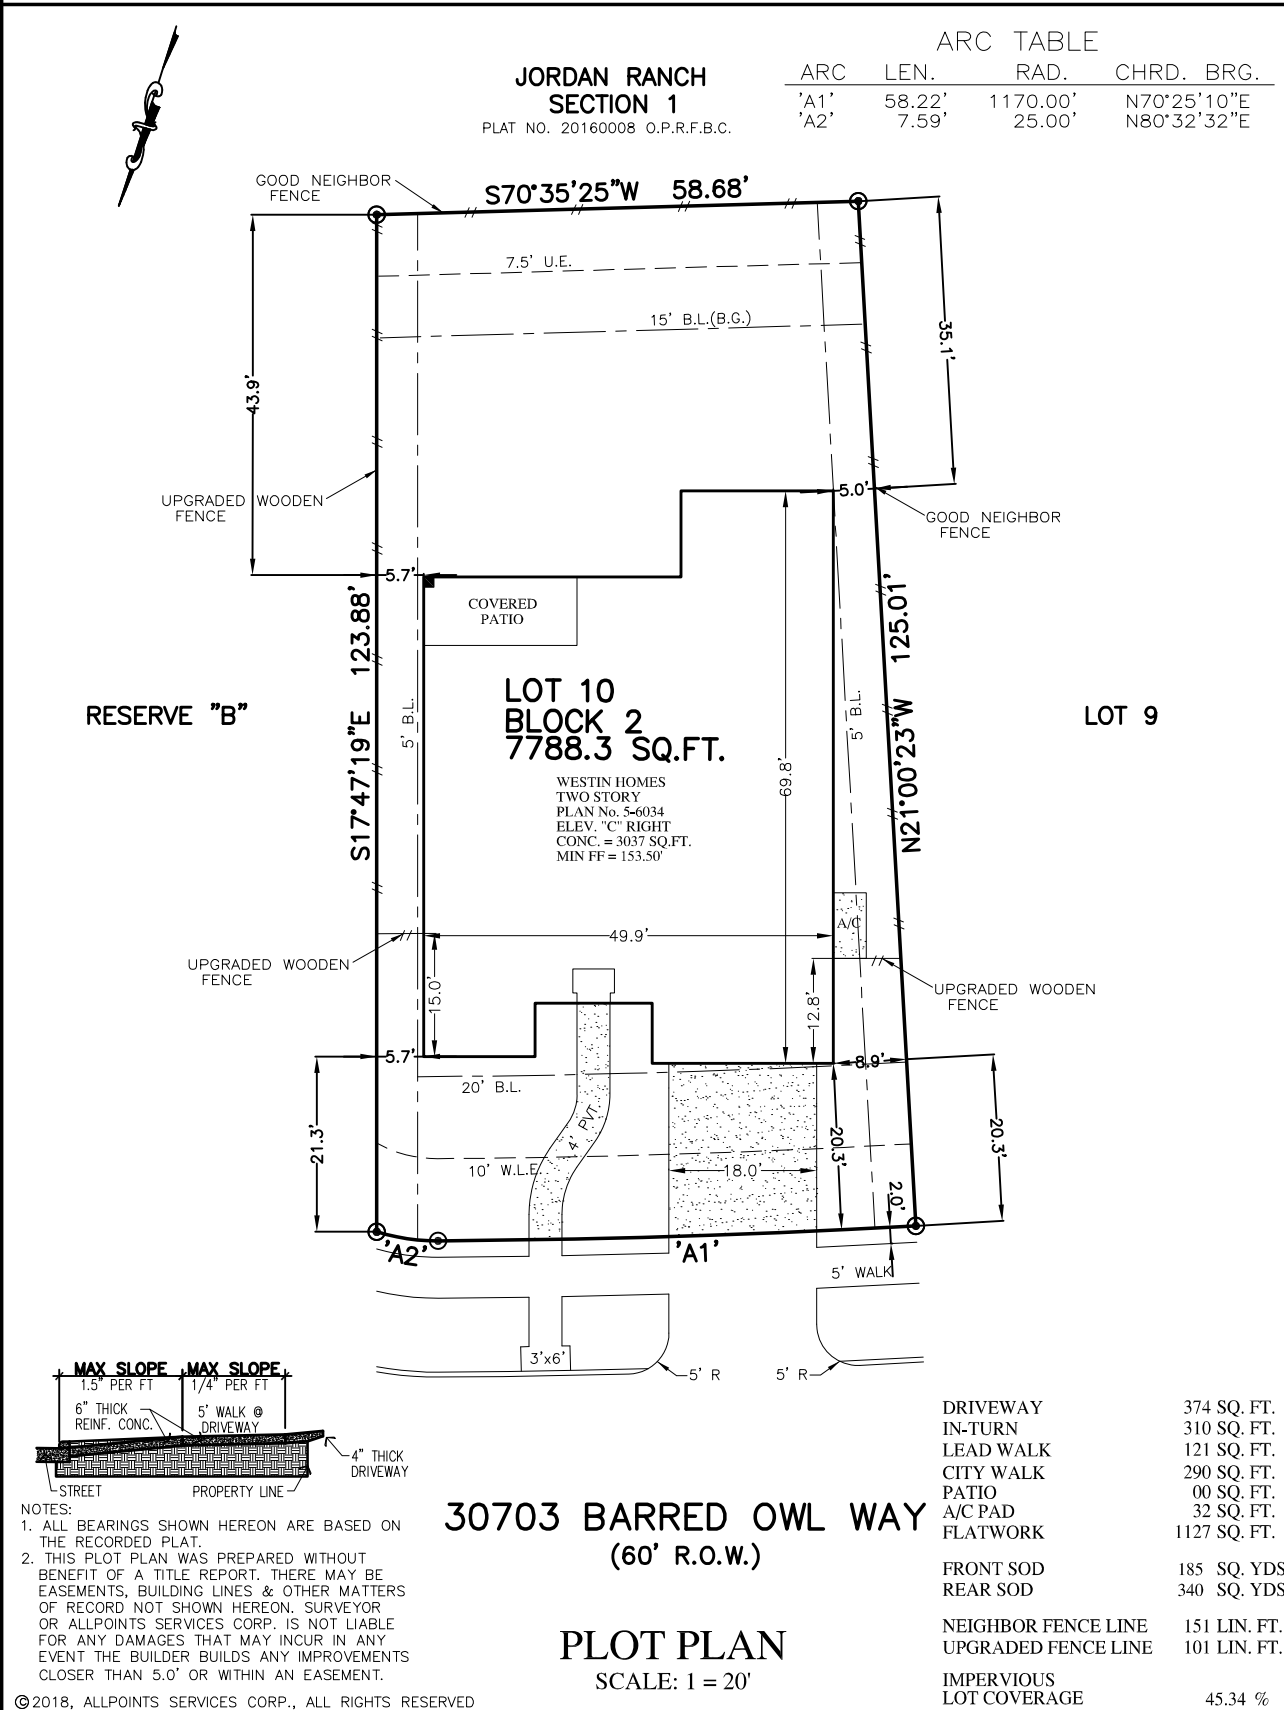 ARC TABLE
ARC LEN. RAD. CHRD. BRG.
'A1' 58.22' 1170.00' N70°25'10"E
'A2' 7.59' 25.00' N80°32'32"E
JORDAN RANCH
SECTION 1
PLAT NO. 20160008 O.P.R.F.B.C.
GOOD NEIGHBOR
FENCE
S70°35'25"W 58.68'
7.5' U.E.
15' B.L.(B.G.)
35.1'
43.9'
UPGRADED WOODEN
FENCE
5.0'
GOOD NEIGHBOR
FENCE
5.7'
COVERED
PATIO
S17°47'19"E 123.88'
N21°00'23"W 125.01'
RESERVE "B"
5' B.L.
LOT 10
BLOCK 2
7788.3 SQ.FT.
WESTIN HOMES
TWO STORY
PLAN No. 5-6034
ELEV. "C" RIGHT
CONC. = 3037 SQ.FT.
MIN FF = 153.50'
69.8'
5' B.L.
LOT 9
A/C
49.9'
UPGRADED WOODEN
FENCE
15.0'
12.8'
UPGRADED WOODEN
FENCE
5.7'
8.9'
20' B.L.
21.3'
4' PVT.
20.3'
20.3'
10' W.L.E.
18.0'
2.0'
'A2'
'A1'
5' WALK
3'x6'
5' R
5' R
MAX SLOPE MAX SLOPE
1.5" PER FT 1/4" PER FT
6" THICK
REINF. CONC.
5' WALK @
DRIVEWAY
4" THICK
DRIVEWAY
STREET
PROPERTY LINE
NOTES:
1. ALL BEARINGS SHOWN HEREON ARE BASED ON
THE RECORDED PLAT.
2. THIS PLOT PLAN WAS PREPARED WITHOUT
BENEFIT OF A TITLE REPORT. THERE MAY BE
EASEMENTS, BUILDING LINES & OTHER MATTERS
OF RECORD NOT SHOWN HEREON. SURVEYOR
OR ALLPOINTS SERVICES CORP. IS NOT LIABLE
FOR ANY DAMAGES THAT MAY INCUR IN ANY
EVENT THE BUILDER BUILDS ANY IMPROVEMENTS
CLOSER THAN 5.0' OR WITHIN AN EASEMENT.
©2018, ALLPOINTS SERVICES CORP., ALL RIGHTS RESERVED
30703 BARRED OWL WAY
(60' R.O.W.)
PLOT PLAN
SCALE: 1 = 20'
DRIVEWAY 374 SQ. FT.
IN-TURN 310 SQ. FT.
LEAD WALK 121 SQ. FT.
CITY WALK 290 SQ. FT.
PATIO 00 SQ. FT.
A/C PAD 32 SQ. FT.
FLATWORK 1127 SQ. FT.
FRONT SOD 185 SQ. YDS
REAR SOD 340 SQ. YDS
NEIGHBOR FENCE LINE 151 LIN. FT.
UPGRADED FENCE LINE 101 LIN. FT.
IMPERVIOUS
LOT COVERAGE 45.34 %